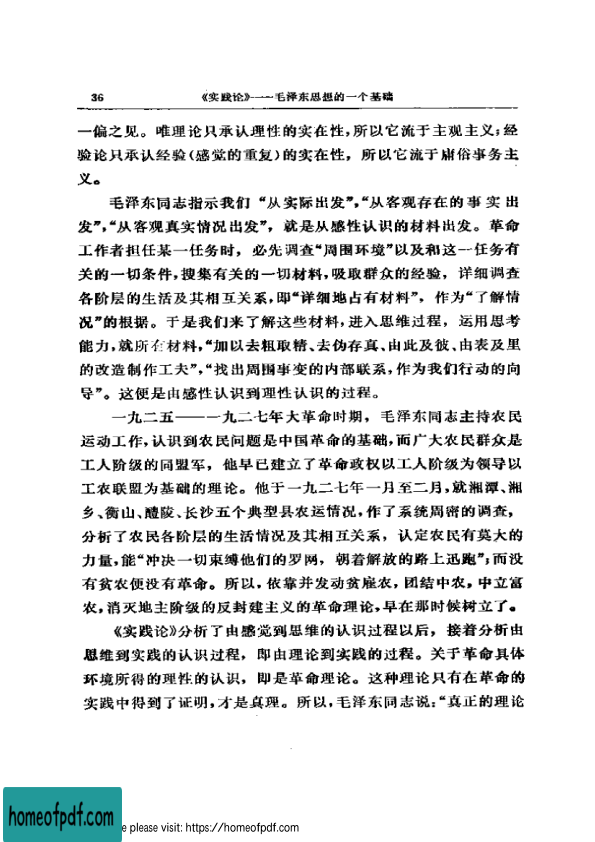 36 《实践论》——毛泽东思想的一个基础
一偏之见。唯理论只承认理性的实在性,所以它流于主观主义;经
验论只承认经验(感觉的重复)的实在性,所以它流于庸俗事务主
义。
毛泽东同志指示我们“从实际出发”,“从客观存在的事实出
发”,“从客观真实情况出发”,就是从感性认识的材料出发。革命
工作者担任某一任务时,必先调查“周围环境”以及和这一任务有
关的一切条件,搜集有关的一切材料,吸取群众的经验,详细调查
各阶层的生活及其相互关系,即“详细地占有材料”,作为“了解情
况”的根据。于是我们来了解这些材料,进入思维过程,运用思考
能力,就所有材料,“加以去粗取精、去伪存真、由此及彼、由表及里
的改造制作工夫”,“找出周围事变的内部联系,作为我们行动的向
导”。这便是由感性认识到理性认识的过程。
一九二五——一九二七年大革命时期,毛泽东同志主持农民
运动工作,认识到农民问题是中国革命的基础,而广大农民群众是
工人阶级的同盟军,他早已建立了革命政权以工人阶级为领导以
工农联盟为基础的理论。他于一九二七年一月至二月,就湘潭、湘
乡、衡山、醴陵、长沙五个典型县农运情况,作了系统周密的调查,
分析了农民各阶层的生活情况及其相互关系,认定农民有莫大的
力量,能“冲决一切束缚他们的罗网,朝着解放的路上迅跑”;而没
有贫农便没有革命。所以,依靠并发动贫雇农,团结中农,中立富
农,消灭地主阶级的反封建主义的革命理论,早在那时候树立了。
《实践论》分析了由感觉到思维的认识过程以后,接着分析由
思维到实践的认识过程,即由理论到实践的过程。关于革命具体
环境所得的理性的认识,即是革命理论。这种理论只有在革命的
实践中得到了证明,才是真理。所以,毛泽东同志说:“真正的理论
homeofpdf.com
e please visit: https://homeofpdf.com